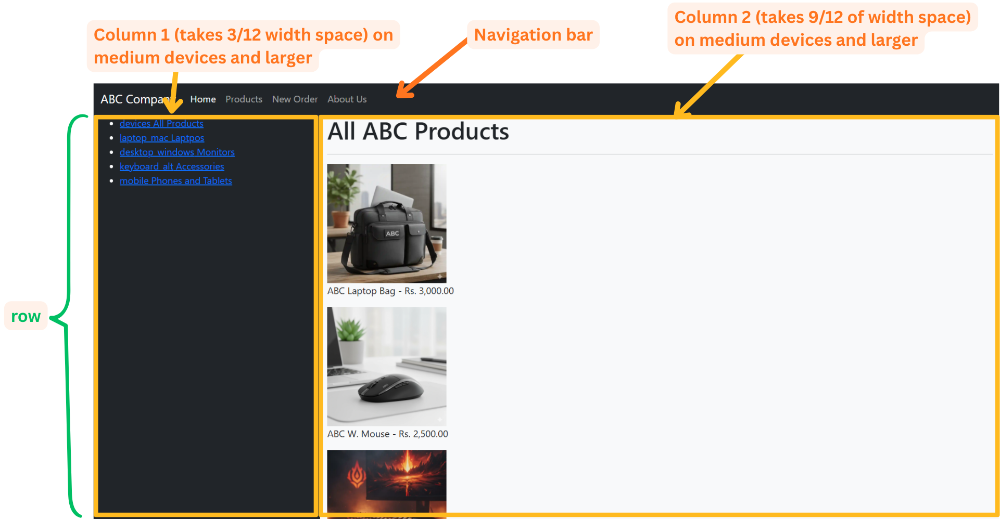 Column 1 (takes 3/12 width space) on
medium devices and larger
Navigation bar
Column 2 (takes 9/12 of width space)
on medium devices and larger
ABC Compan
Home
Products
New Order
About Us
devices All Products
laptop_mac Laptpos
desktop_windows Monitors
keyboard_alt Accessories
mobile Phones and Tablets
row
All ABC Products
ABC
ABC Laptop Bag - Rs. 3,000.00
ABC
ABC W. Mouse - Rs. 2,500.00